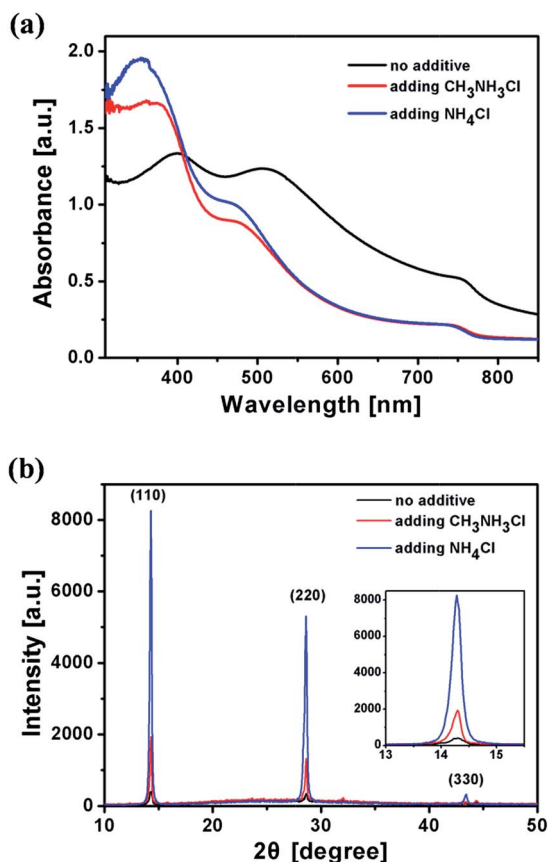 (a)
2.0
1.5
1.0
0.5
0.0
Absorbance [a.u.]
no additive
adding CH₃NH₃Cl
adding NH₄Cl
400 500 600 700 800
Wavelength [nm]
(b)
8000
6000
4000
2000
0
Intensity [a.u.]
(110)
(220)
(330)
no additive
adding CH₃NH₃Cl
adding NH₄Cl
8000
6000
4000
2000
0
13 14 15
10 20 30 40 50
2θ [degree]